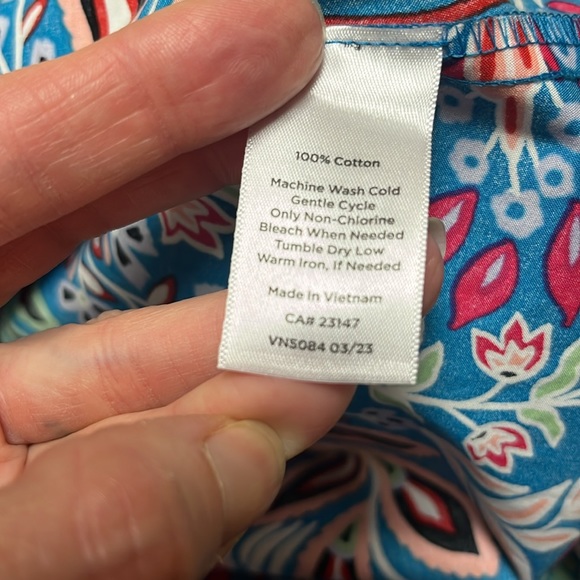 100% Cotton
Machine Wash Cold
Gentle Cycle
Only Non-Chlorine
Bleach When Needed
Tumble Dry Low
Warm Iron, If Needed
Made in Vietnam
CA# 23147
VN5084 03/23